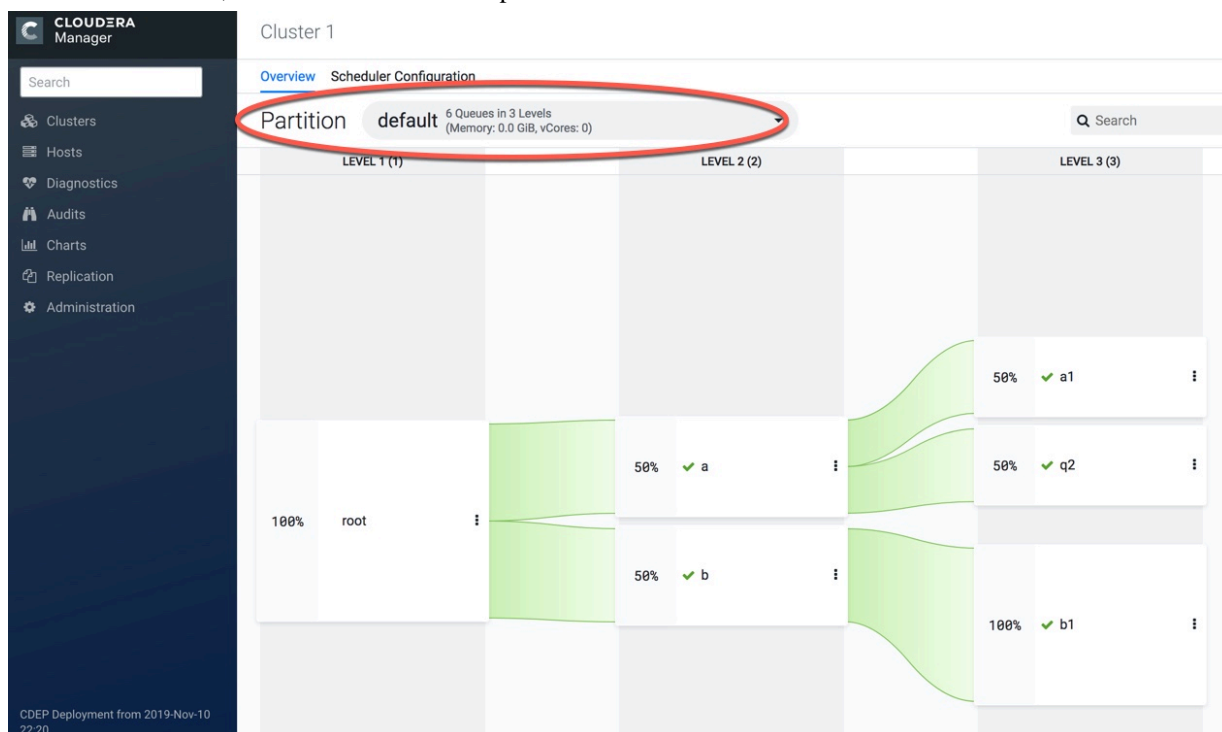 CLOUDERA
Manager
Cluster 1
Search
Overview Scheduler Configuration
Clusters
Partition default 6 Queues in 3 Levels
(Memory: 0.0 GiB, vCores: 0)
Search
Hosts
LEVEL 1 (1) LEVEL 2 (2) LEVEL 3 (3)
Diagnostics
Audits
Charts
Replication
Administration
50% a1
50% a
50% q2
100% root
50% b
100% b1
CDEP Deployment from 2019-Nov-10
22:20